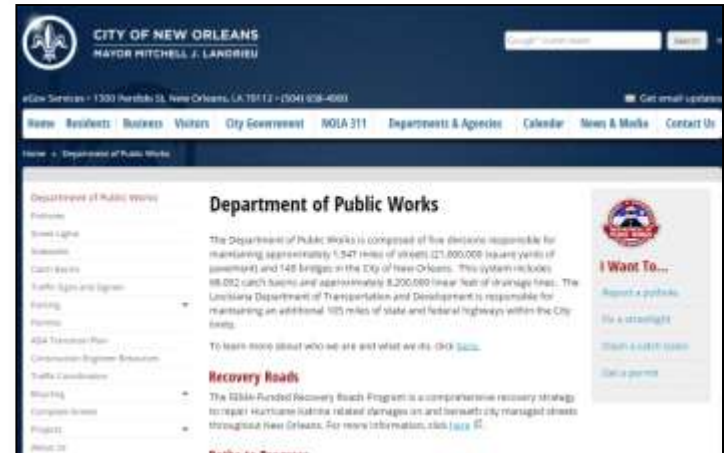 CITY OF NEW ORLEANS
MAYOR MITCHELL J. LANDRIEU
Search
eGov Services • 1300 Perdido St, New Orleans, LA 70112 • (504) 658-4000
Get email updates
Home Residents Business Visitors City Government NOLA 311 Departments & Agencies Calendar News & Media Contact Us
Home » Department of Public Works
Department of Public Works
Potholes
Street Lights
Sidewalks
Catch Basins
Traffic Signs and Signals
Parking
Permits
ADA Transition Plan
Construction Engineer Resources
Traffic Coordination
Bicycling
Complete Streets
Projects
About Us
Department of Public Works
The Department of Public Works is composed of five divisions responsible for
maintaining approximately 1,547 miles of streets (21,000,000 square yards of
pavement) and 149 bridges in the City of New Orleans. This system includes
68,092 catch basins and approximately 8,200,000 linear feet of drainage lines. The
Louisiana Department of Transportation and Development is responsible for
maintaining an additional 105 miles of state and federal highways within the City
limits.
To learn more about who we are and what we do, click here.
Recovery Roads
The FEMA-Funded Recovery Roads Program is a comprehensive recovery strategy
to repair Hurricane Katrina related damages on and beneath city managed streets
throughout New Orleans. For more information, click here
I Want To...
Report a pothole
Fix a streetlight
Clean a catch basin
Get a permit